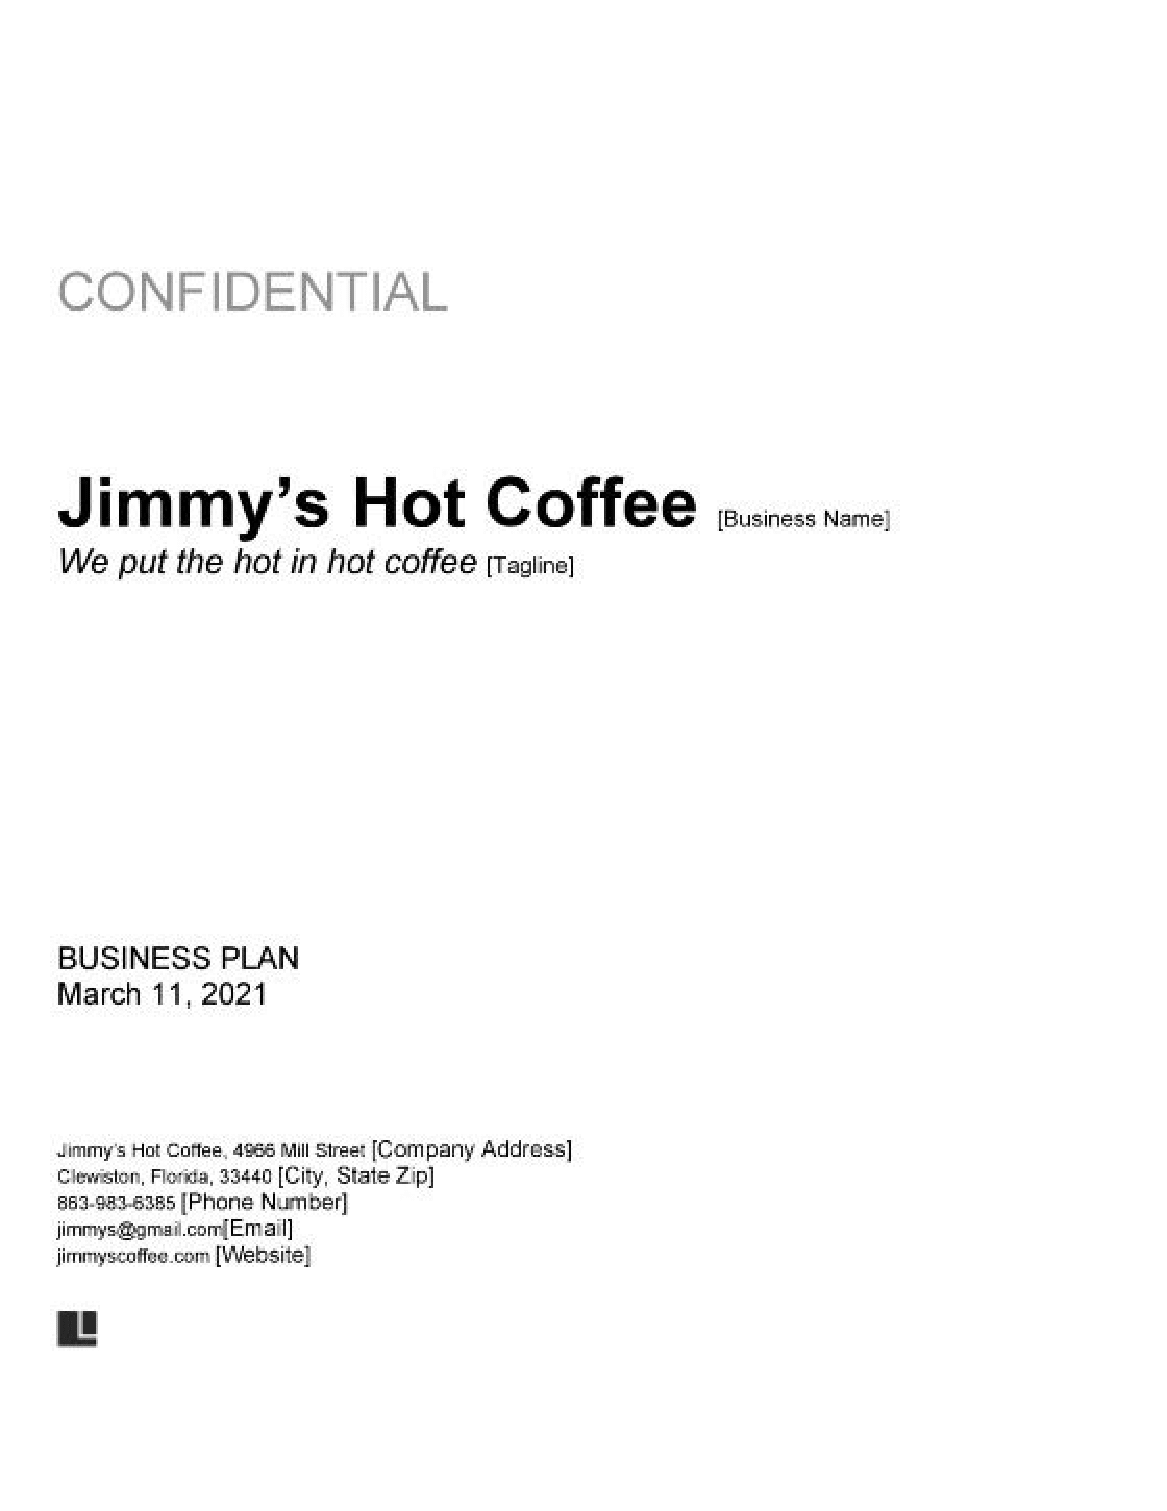 CONFIDENTIAL
Jimmy's Hot Coffee [Business Name]
We put the hot in hot coffee [Tagline]
BUSINESS PLAN
March 11, 2021
Jimmy's Hot Coffee, 4966 Mill Street [Company Address]
Clewiston, Florida, 33440 [City, State Zip]
863-983-6385 [Phone Number]
jimmys@gmail.com[Email]
jimmyscoffee.com [Website]